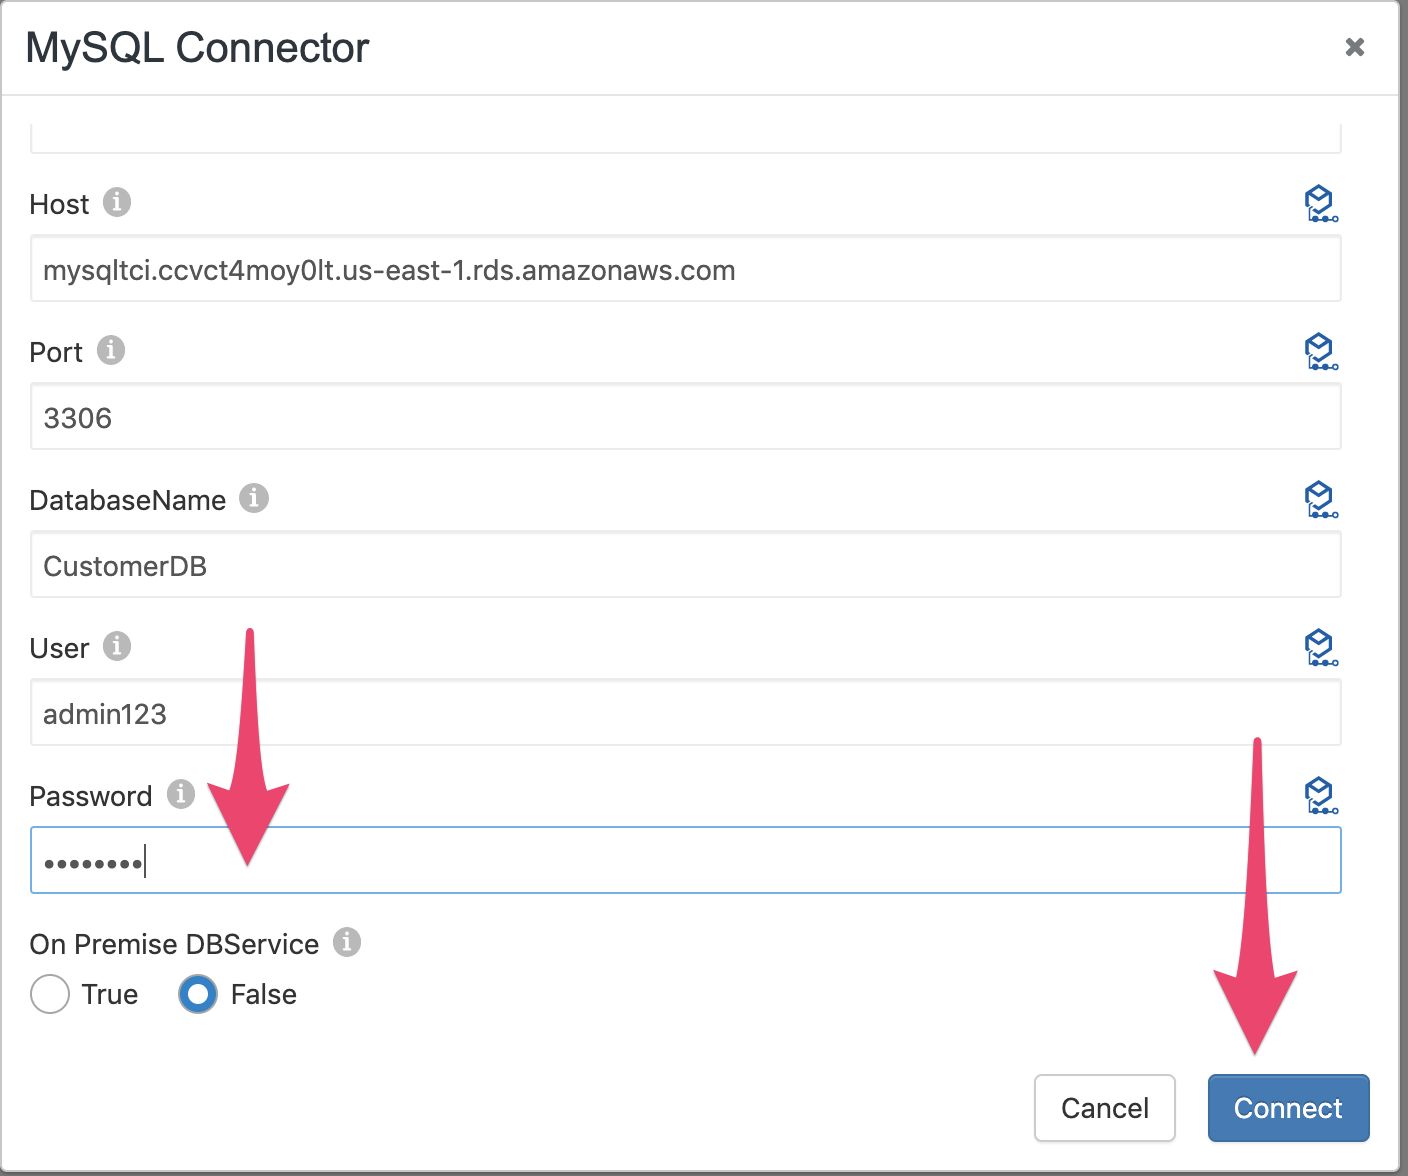 MySQL Connector
Host
mysqltci.ccvct4moy0lt.us-east-1.rds.amazonaws.com
Port
3306
DatabaseName
CustomerDB
User
admin123
Password
••••••••
On Premise DBService
True False
Cancel Connect